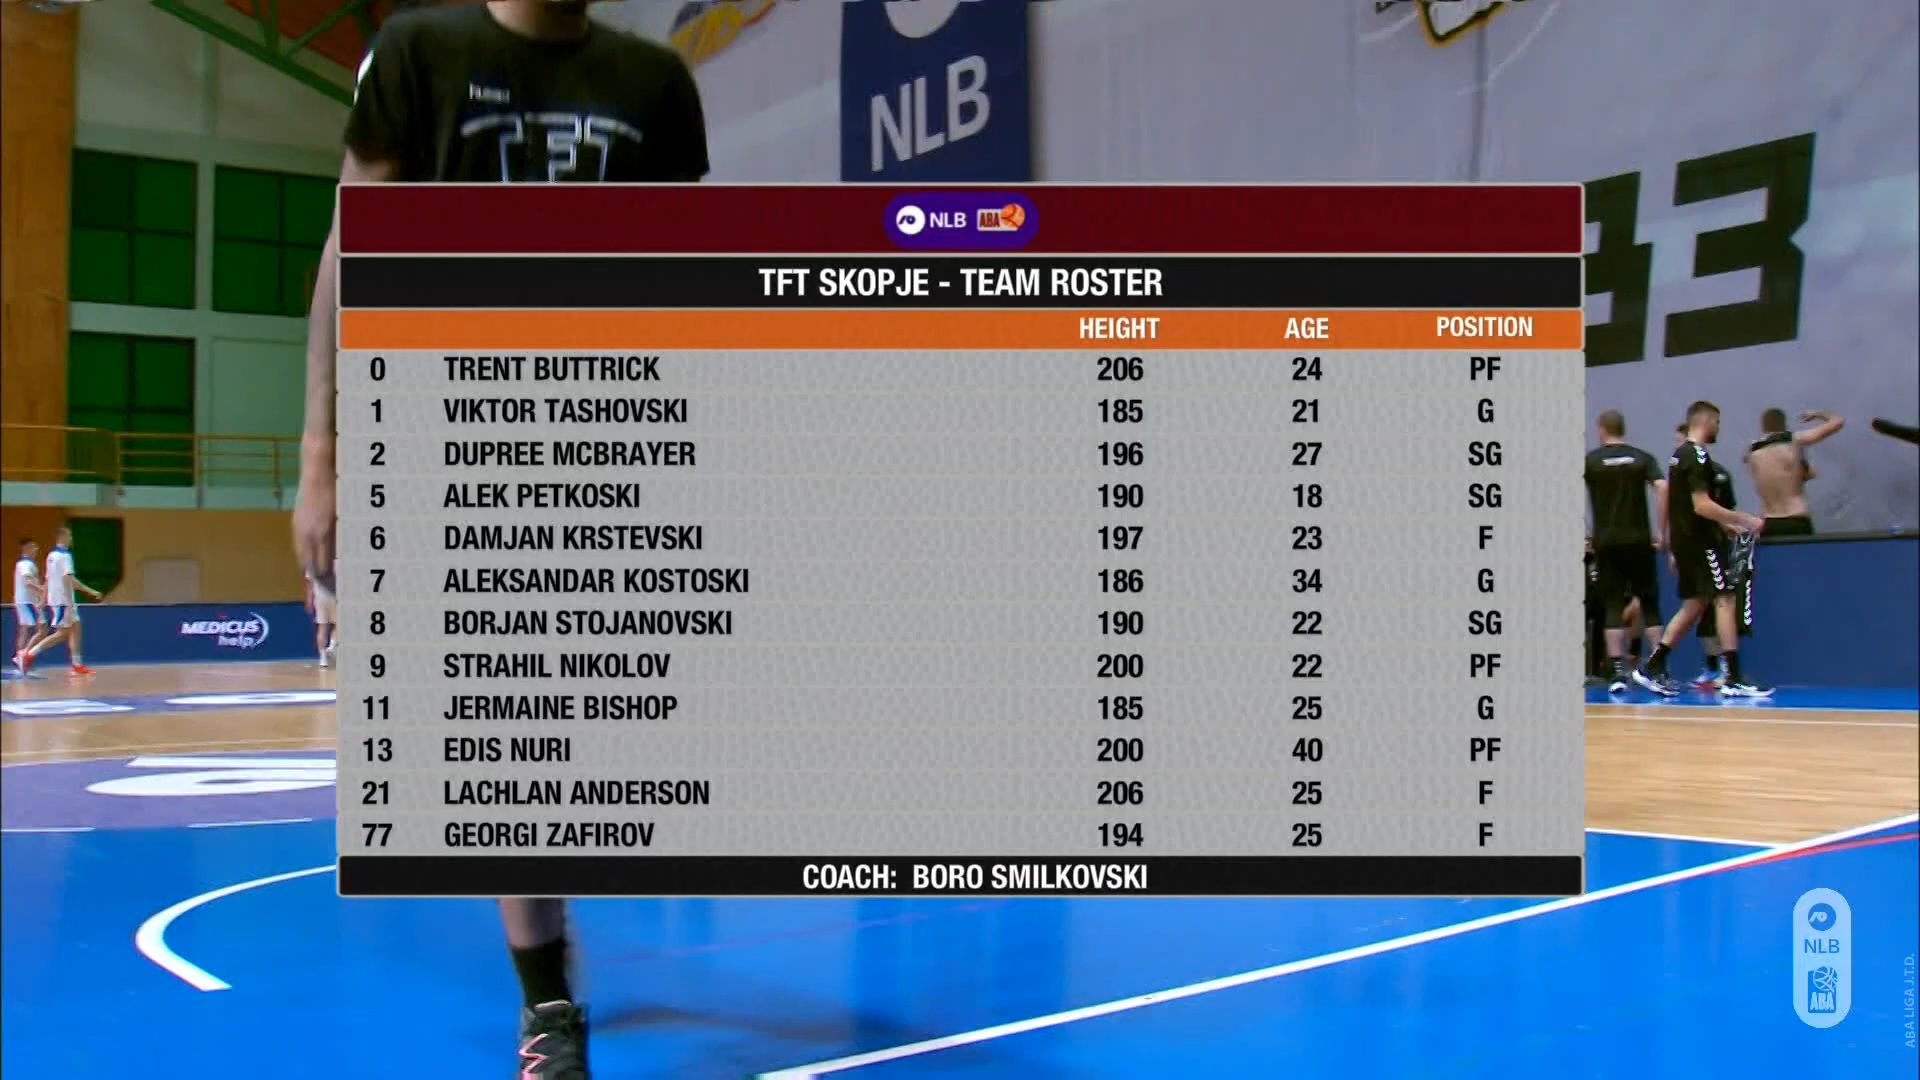 NLB
83
NLB ABA
TFT SKOPJE - TEAM ROSTER
HEIGHT AGE POSITION
0 TRENT BUTTRICK 206 24 PF
1 VIKTOR TASHOVSKI 185 21 G
2 DUPREE MCBRAYER 196 27 SG
5 ALEK PETKOSKI 190 18 SG
6 DAMJAN KRSTEVSKI 197 23 F
7 ALEKSANDAR KOSTOSKI 186 34 G
8 BORJAN STOJANOVSKI 190 22 SG
9 STRAHIL NIKOLOV 200 22 PF
11 JERMAINE BISHOP 185 25 G
13 EDIS NURI 200 40 PF
21 LACHLAN ANDERSON 206 25 F
77 GEORGI ZAFIROV 194 25 F
COACH: BORO SMILKOVSKI
MEDICUS
help
NLB
ABA
ABA LIGA J.T.D.